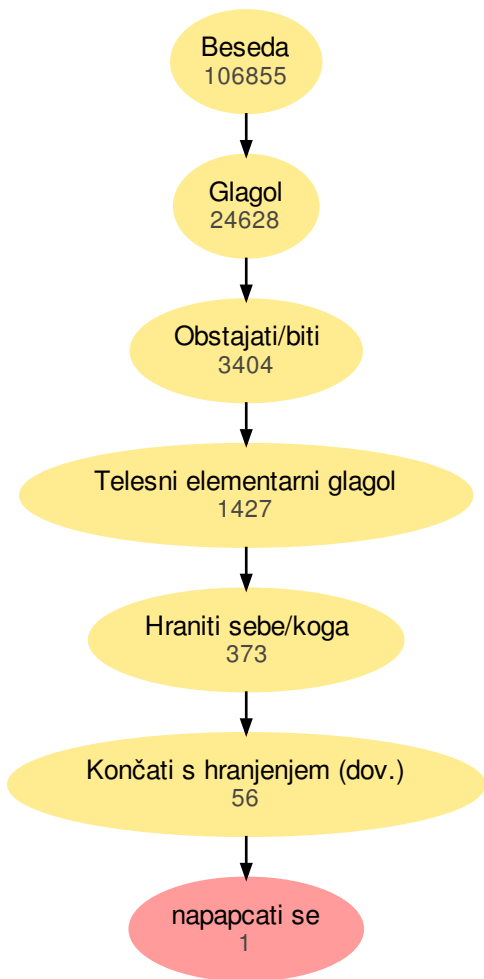 Beseda
106855
Glagol
24628
Obstajati/biti
3404
Telesni elementarni glagol
1427
Hraniti sebe/koga
373
Končati s hranjenjem (dov.)
56
napapcati se
1